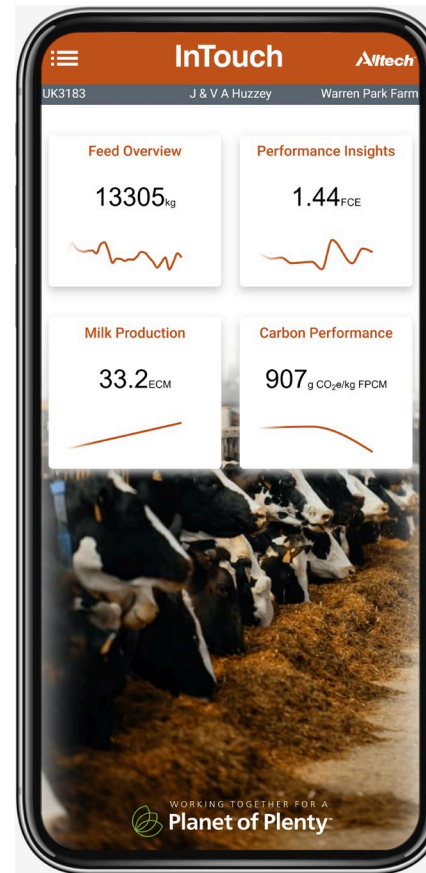 InTouch
Alltech
UK3183 J & V A Huzzey Warren Park Farm
Feed Overview
13305kg
Performance Insights
1.44FCE
Milk Production
33.2ECM
Carbon Performance
907g CO₂e/kg FPCM
WORKING TOGETHER FOR A
Planet of Plenty™